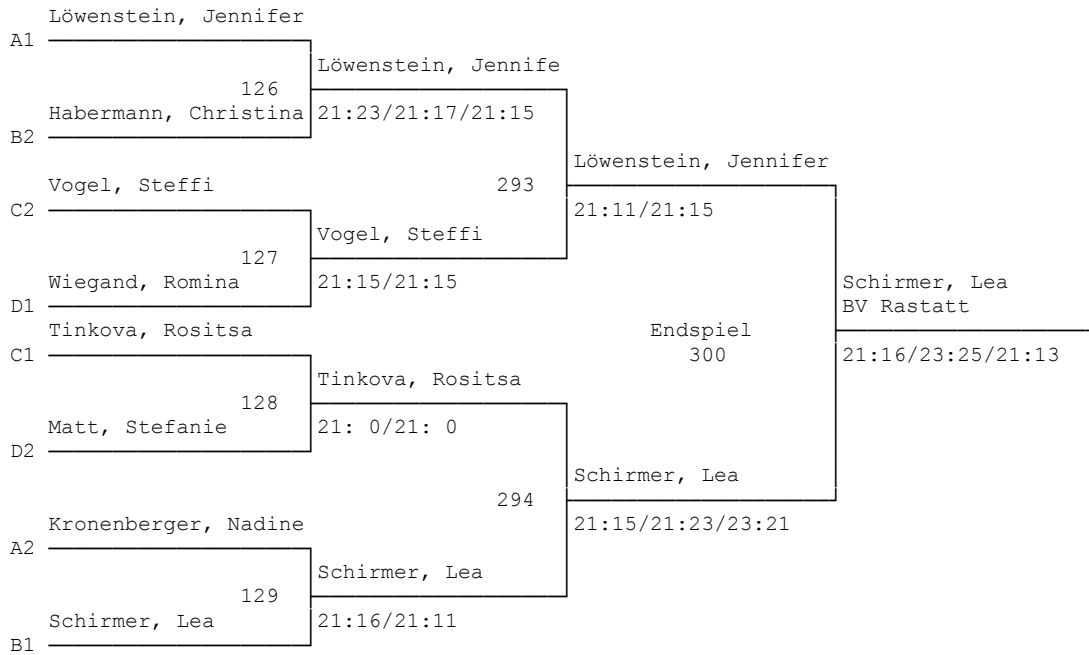 Löwenstein, Jennifer
A1
Löwenstein, Jennife
126
Habermann, Christina 21:23/21:17/21:15
B2
Löwenstein, Jennifer
Vogel, Steffi 293
C2 21:11/21:15
Vogel, Steffi
127
Wiegand, Romina 21:15/21:15 Schirmer, Lea
D1 BV Rastatt
Tinkova, Rositsa Endspiel
C1 300 21:16/23:25/21:13
Tinkova, Rositsa
128
Matt, Stefanie 21: 0/21: 0
D2
Schirmer, Lea
294
Kronenberger, Nadine 21:15/21:23/23:21
A2
Schirmer, Lea
129
Schirmer, Lea 21:16/21:11
B1